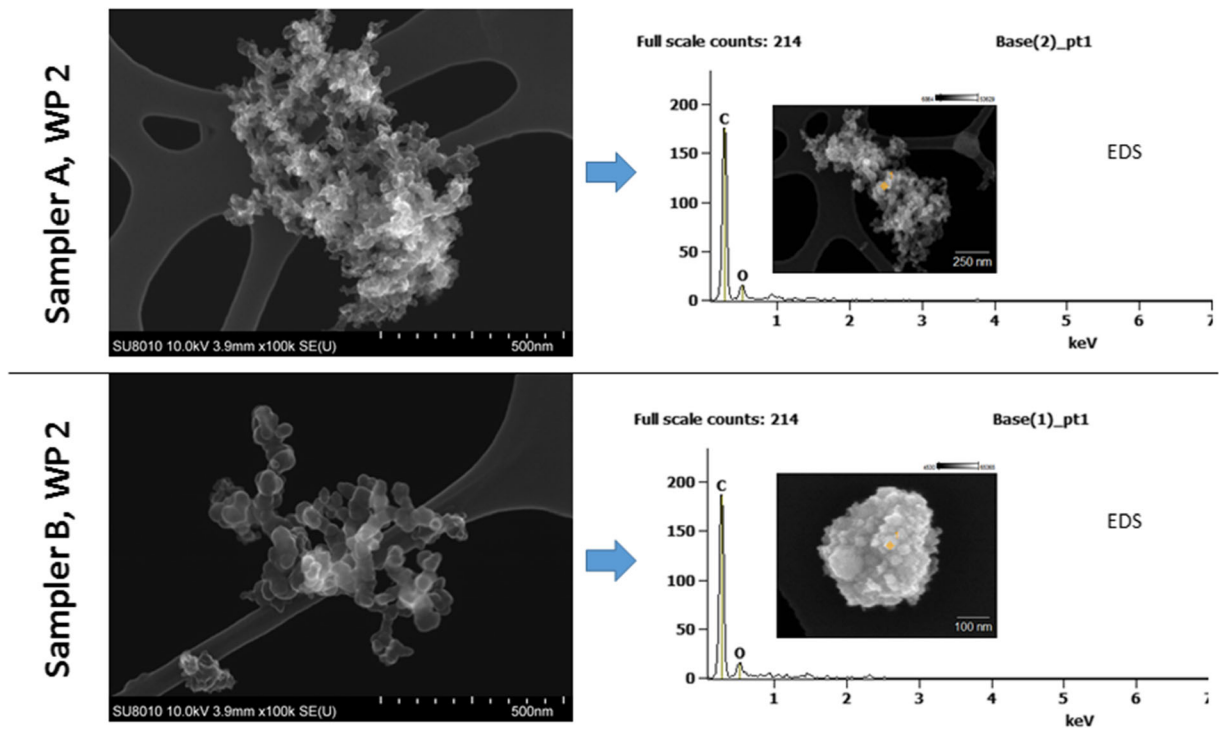 Sampler A, WP 2
SU8010 10.0kV 3.9mm x100k SE(U) 500nm
Full scale counts: 214 Base(2)_pt1
200
150
100
50
0
C
O
1 2 3 4 5 6 7
keV
250 nm
EDS
Sampler B, WP 2
SU8010 10.0kV 3.9mm x100k SE(U) 500nm
Full scale counts: 214 Base(1)_pt1
200
150
100
50
0
C
O
1 2 3 4 5 6 7
keV
100 nm
EDS